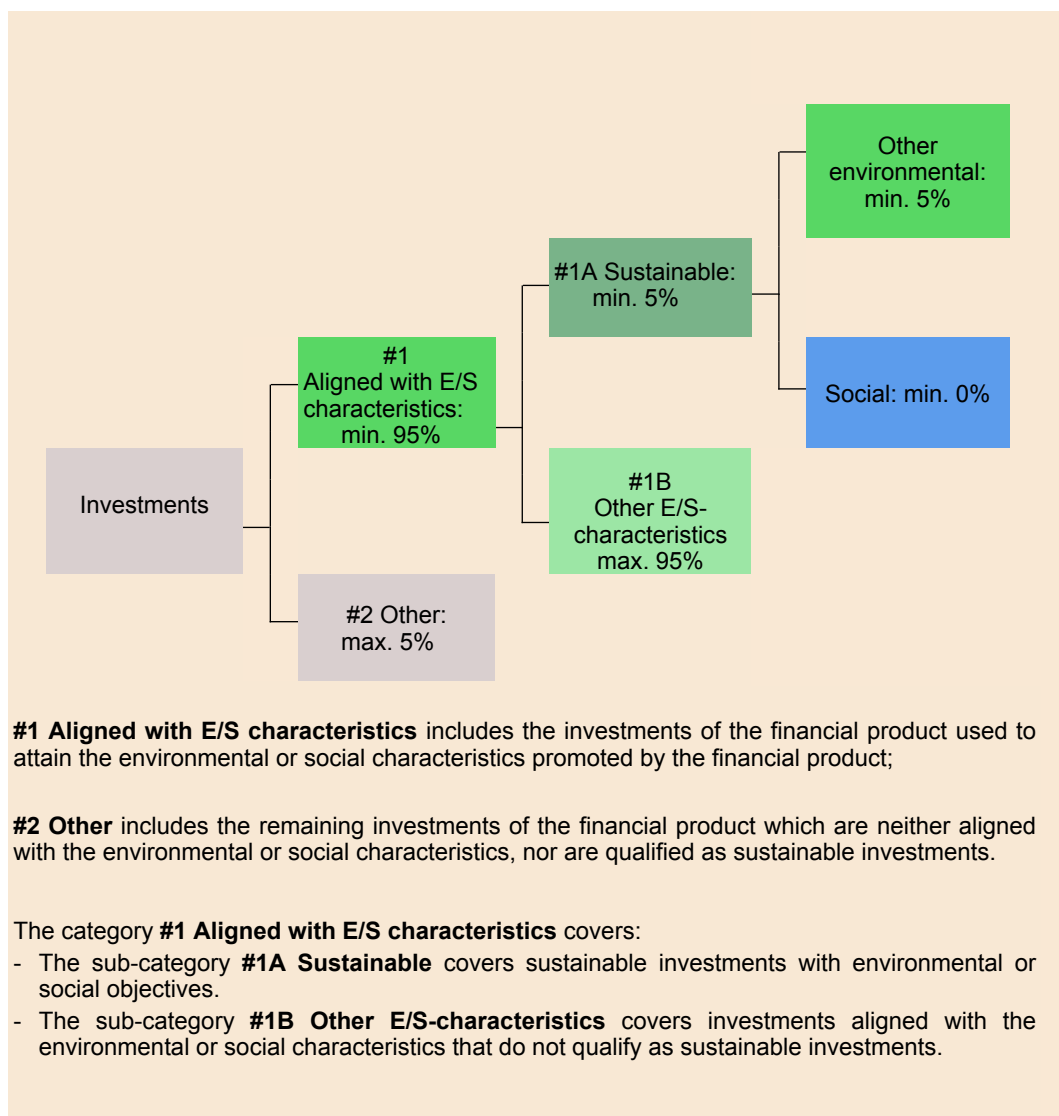 Other
environmental:
min. 5%
#1A Sustainable:
min. 5%
#1
Aligned with E/S
characteristics:
min. 95%
Social: min. 0%
Investments
#1B
Other E/S-
characteristics
max. 95%
#2 Other:
max. 5%
#1 Aligned with E/S characteristics includes the investments of the financial product used to
attain the environmental or social characteristics promoted by the financial product;
#2 Other includes the remaining investments of the financial product which are neither aligned
with the environmental or social characteristics, nor are qualified as sustainable investments.
The category #1 Aligned with E/S characteristics covers:
- The sub-category #1A Sustainable covers sustainable investments with environmental or
social objectives.
- The sub-category #1B Other E/S-characteristics covers investments aligned with the
environmental or social characteristics that do not qualify as sustainable investments.